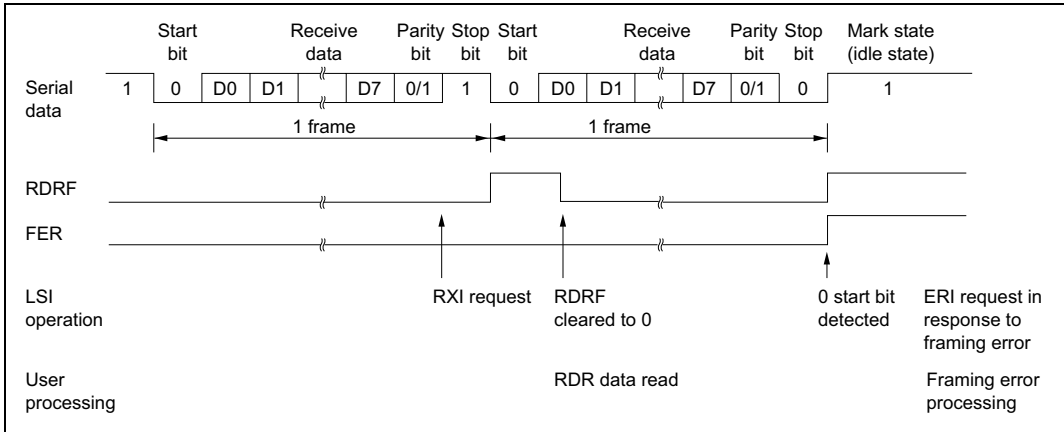 Start bit Receive data Parity bit Stop bit Start bit Receive data Parity bit Stop bit Mark state (idle state)
Serial data 1 0 D0 D1 D7 0/1 1 0 D0 D1 D7 0/1 0 1
1 frame 1 frame
RDRF
FER
LSI operation RXI request RDRF cleared to 0 0 start bit detected ERI request in response to framing error
User processing RDR data read Framing error processing